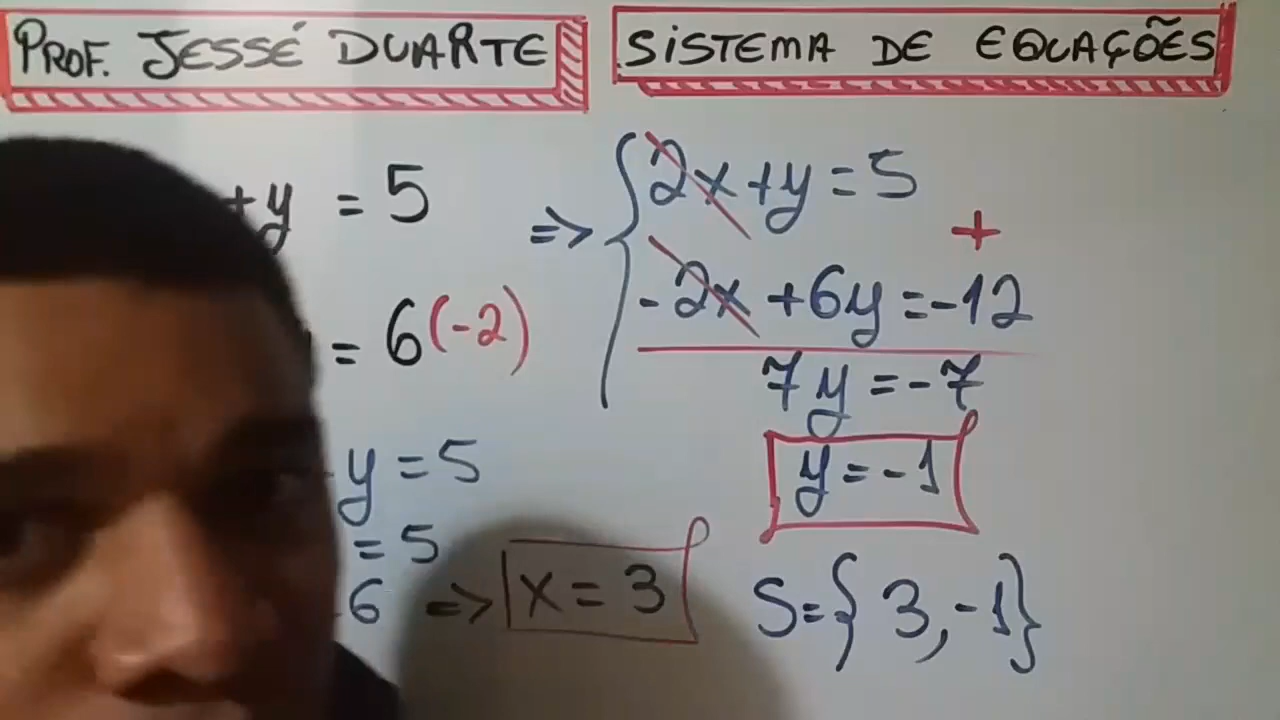 PROF. JESSÉ DUARTE
SISTEMA DE EQUAÇÕES
+y = 5
= 6(-2)
y = 5
= 5
6 => x = 3
=> {2x+y=5
+
-2x +6y=-12
7y=-7
y=-1
S={3,-1}